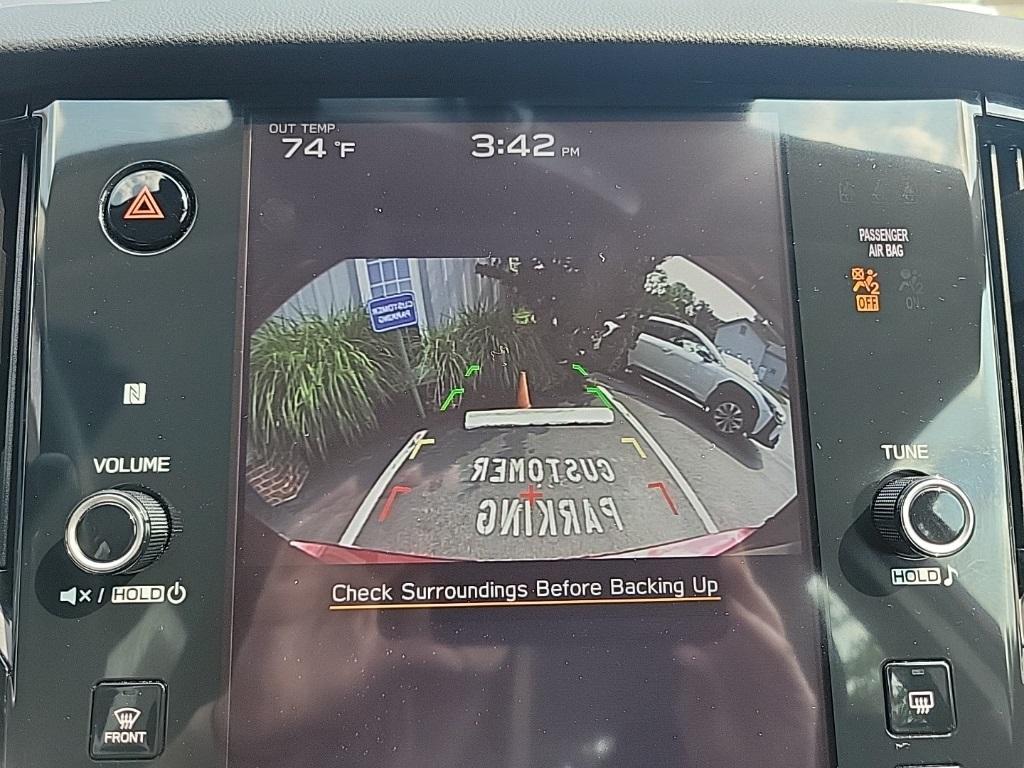 OUT TEMP.
74 °F
3:42 PM
PASSENGER
AIR BAG
2
OFF
CUSTOMER
PARKING
N
VOLUME
TUNE
CUSTOMER
PARKING
/ HOLD
HOLD
Check Surroundings Before Backing Up
FRONT